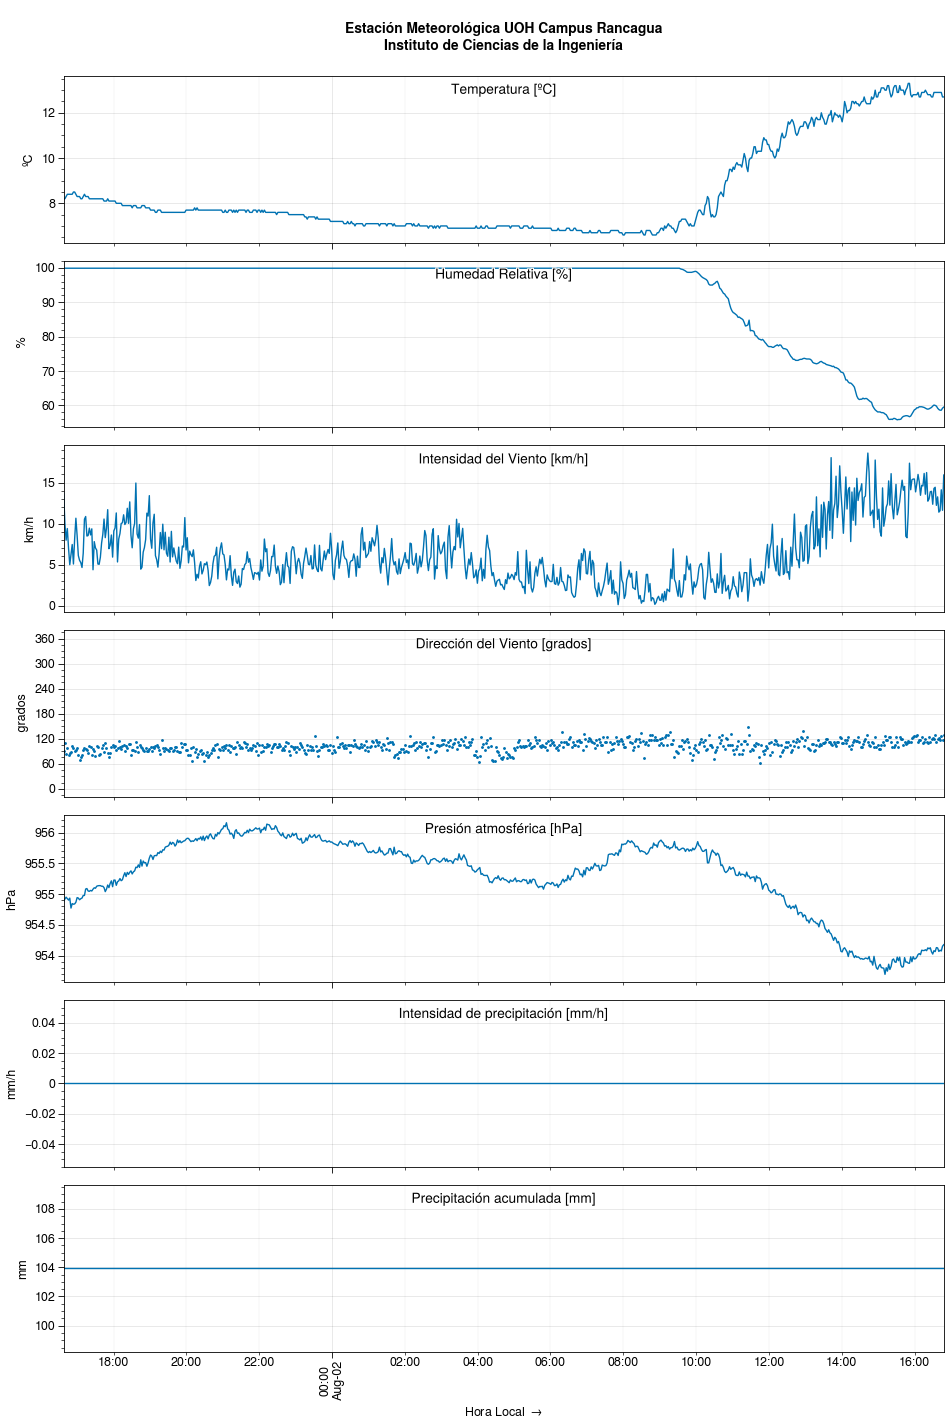 Estación Meteorológica UOH Campus Rancagua
Instituto de Ciencias de la Ingeniería
Temperatura [ºC]
12
10
8
ºC
Humedad Relativa [%]
100
90
80
70
60
%
Intensidad del Viento [km/h]
15
10
5
0
km/h
Dirección del Viento [grados]
360
300
240
180
120
60
0
grados
Presión atmosférica [hPa]
956
955.5
955
954.5
954
hPa
Intensidad de precipitación [mm/h]
0.04
0.02
0
−0.02
−0.04
mm/h
Precipitación acumulada [mm]
108
106
104
102
100
mm
18:00 20:00 22:00 00:00 02:00 04:00 06:00 08:00 10:00 12:00 14:00 16:00
Aug-02
Hora Local →